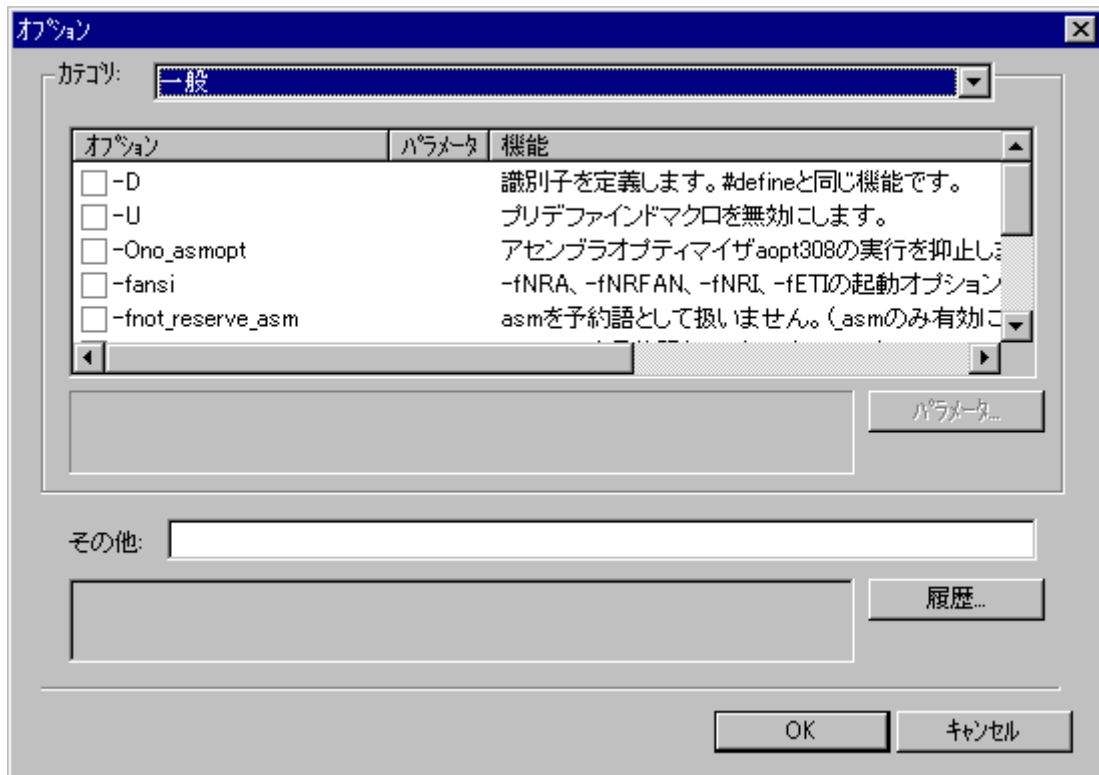 オプション
カテゴリ:
一般
オプション パラメータ 機能
-D 識別子を定義します。#defineと同じ機能です。
-U プリデファインドマクロを無効にします。
-Ono_asmopt アセンブラオプティマイザaopt308の実行を抑止しま
-fansi -fNRA、-fNRFAN、-fNRI、-fETIの起動オプション
-fnot_reserve_asm asmを予約語として扱いません。(_asmのみ有効に
パラメータ...
その他:
履歴...
OK キャンセル